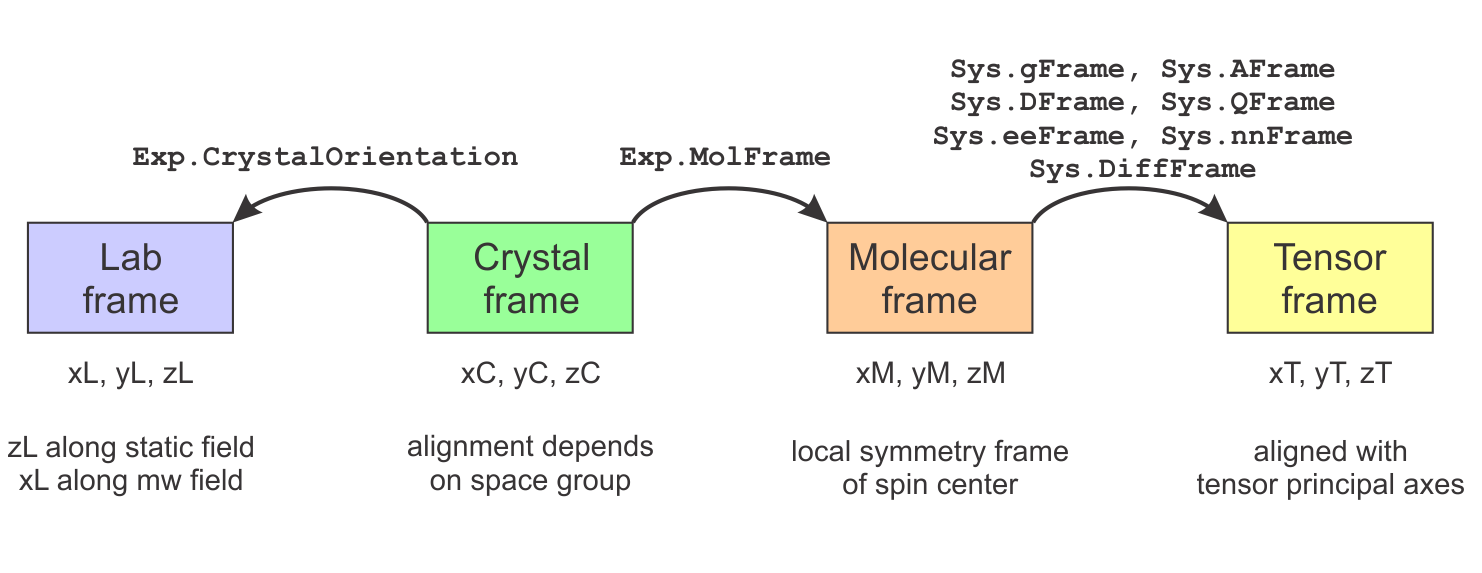 Sys.gFrame, Sys.AFrame
Sys.DFrame, Sys.QFrame
Sys.eeFrame, Sys.nnFrame
Sys.DiffFrame
Exp.CrystalOrientation
Exp.MolFrame
Lab
frame
Crystal
frame
Molecular
frame
Tensor
frame
xL, yL, zL
xC, yC, zC
xM, yM, zM
xT, yT, zT
zL along static field
xL along mw field
alignment depends
on space group
local symmetry frame
of spin center
aligned with
tensor principal axes